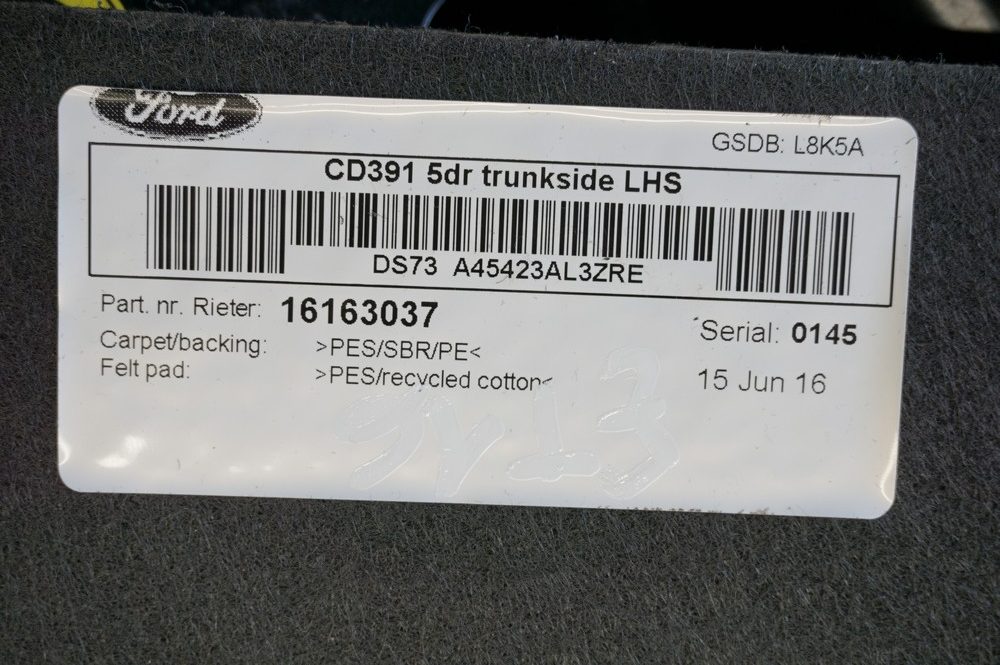 Ford
GSDB: L8K5A
CD391 5dr trunkside LHS
DS73 A45423AL3ZRE
Part. nr. Rieter: 16163037
Serial: 0145
Carpet/backing: >PES/SBR/PE<
Felt pad: >PES/recycled cotton<
15 Jun 16